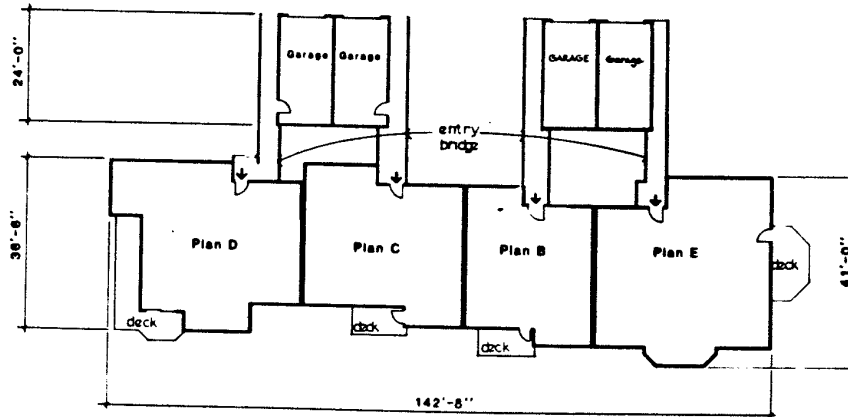 24'-0"
Garage
Garage
GARAGE
Garage
entry
bridge
36'-6"
Plan D
Plan C
Plan B
Plan E
deck
41'-0"
deck
deck
deck
142'-8"